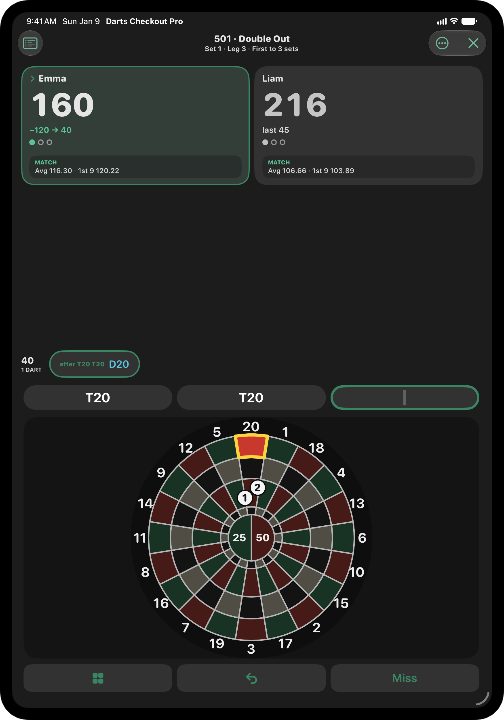 9:41 AM Sun Jan 9 Darts Checkout Pro
501 · Double Out
Set 1 · Leg 3 · First to 3 sets
Emma
160
−120 → 40
MATCH
Avg 116.30 · 1st 9 120.22
Liam
216
last 45
MATCH
Avg 106.66 · 1st 9 103.89
40
1 DART
after T20 T20 D20
T20
T20
5 20 1
12 18
9 4
14 13
11 25 50 6
8 10
16 15
7 2
19 3 17
1
2
Miss